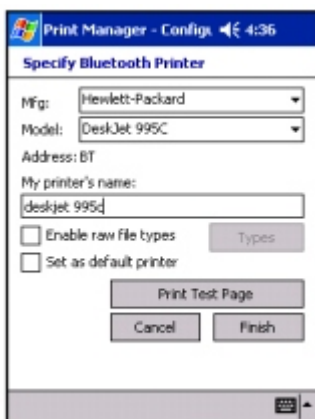 Print Manager - Config 4:36
Specify Bluetooth Printer
Mfg: Hewlett-Packard
Model: DeskJet 995C
Address: BT
My printer's name:
deskjet 995c
Enable raw file types Types
Set as default printer
Print Test Page
Cancel Finish